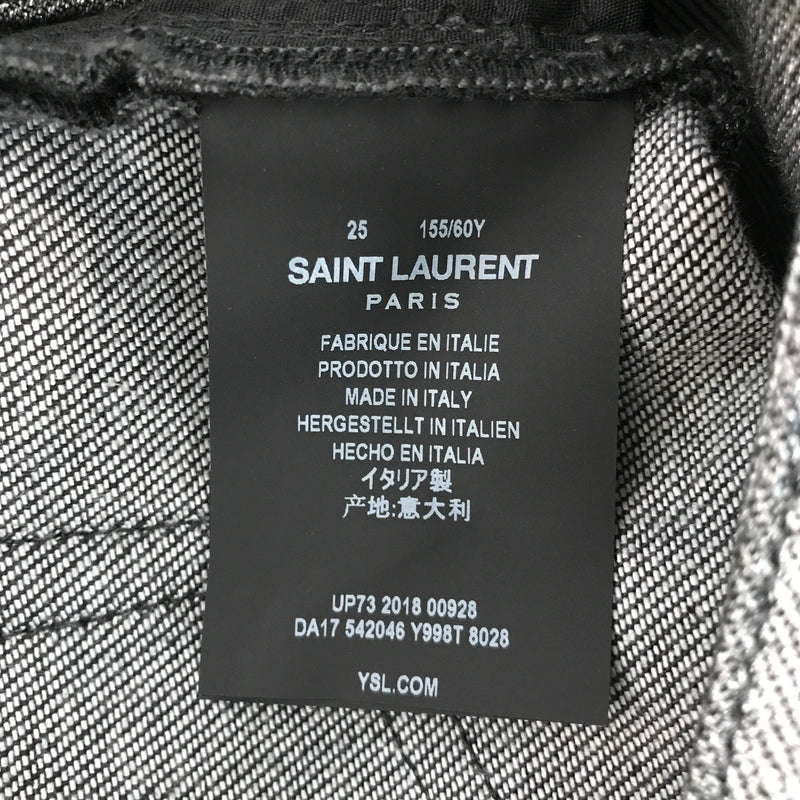 25 155/60Y
SAINT LAURENT
PARIS
FABRIQUE EN ITALIE
PRODOTTO IN ITALIA
MADE IN ITALY
HERGESTELLT IN ITALIEN
HECHO EN ITALIA
イタリア製
产地:意大利
UP73 2018 00928
DA17 542046 Y998T 8028
YSL.COM